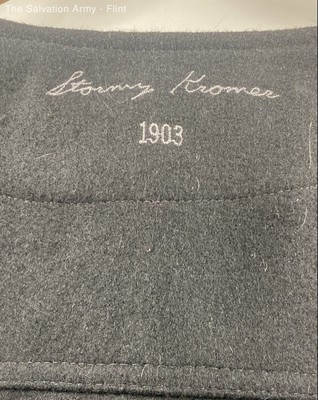 The Salvation Army - Flint
Stormy Kromer
1903